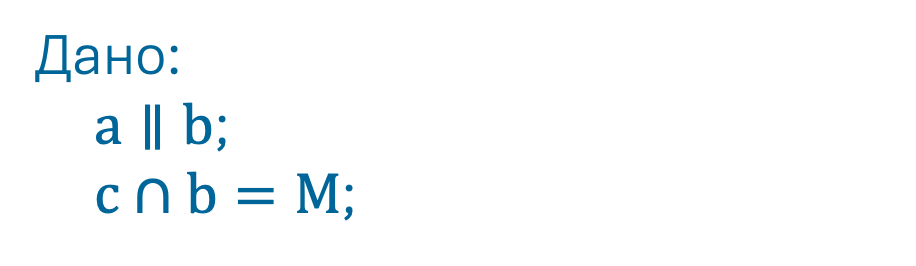 Дано:
a ∥ b;
c ∩ b = M;